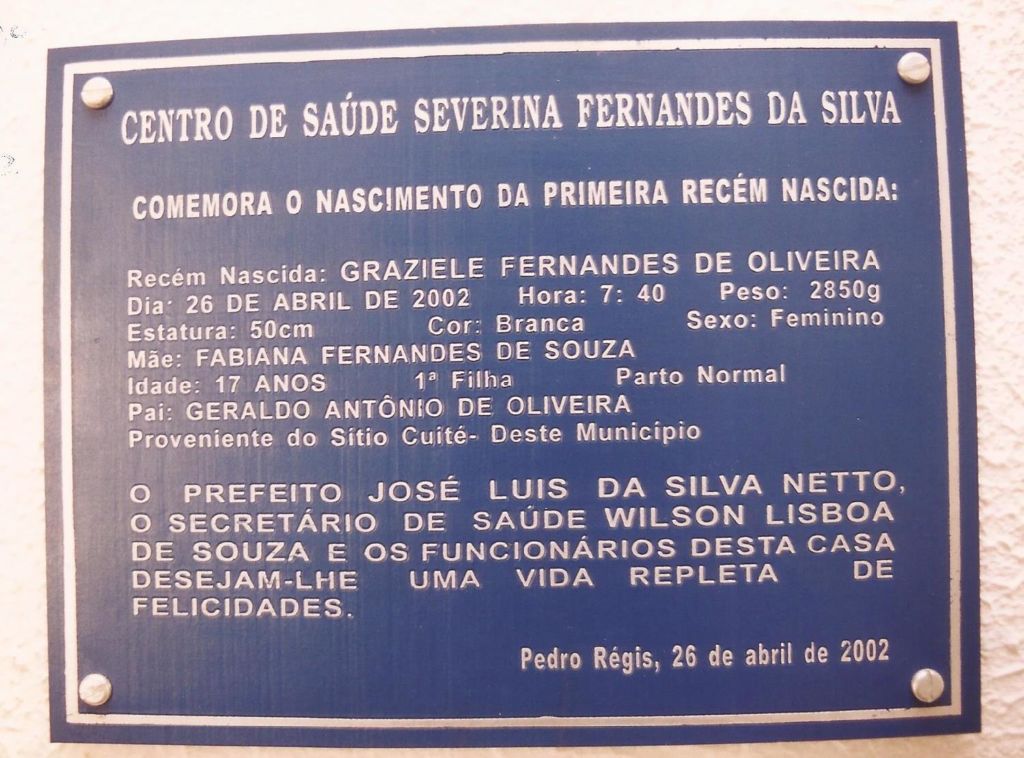 CENTRO DE SAÚDE SEVERINA FERNANDES DA SILVA
COMEMORA O NASCIMENTO DA PRIMEIRA RECÉM NASCIDA:
Recém Nascida: GRAZIELE FERNANDES DE OLIVEIRA
Dia: 26 DE ABRIL DE 2002 Hora: 7: 40 Peso: 2850g
Estatura: 50cm Cor: Branca Sexo: Feminino
Mãe: FABIANA FERNANDES DE SOUZA
Idade: 17 ANOS 1ª Filha Parto Normal
Pai: GERALDO ANTÔNIO DE OLIVEIRA
Proveniente do Sítio Cuité- Deste Município
O PREFEITO JOSÉ LUIS DA SILVA NETTO,
O SECRETÁRIO DE SAÚDE WILSON LISBOA
DE SOUZA E OS FUNCIONÁRIOS DESTA CASA
DESEJAM-LHE UMA VIDA REPLETA DE
FELICIDADES.
Pedro Régis, 26 de abril de 2002